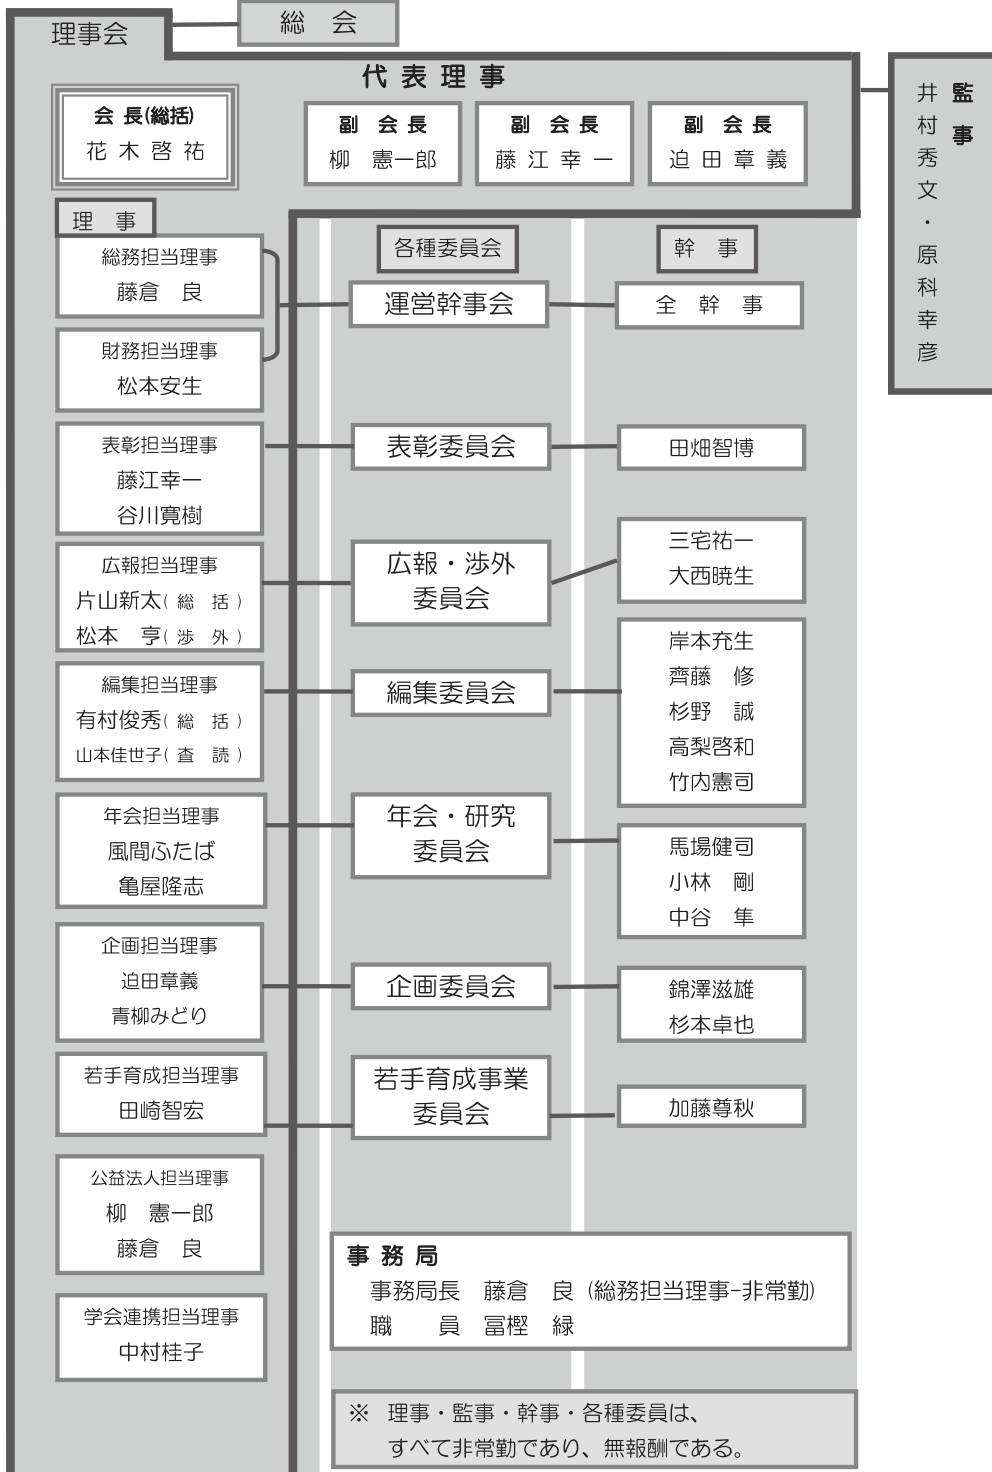 総　会
理事会
代 表 理 事
会 長(総括)
花 木 啓 祐
副　会 長
柳　憲一郎
副　会 長
藤 江 幸 一
副　会 長
迫 田 章 義
監　事
井村秀文・原科幸彦
理　事
総務担当理事
藤倉　良
財務担当理事
松本安生
表彰担当理事
藤江幸一
谷川寛樹
広報担当理事
片山新太(総　括)
松本　亨(渉　外)
編集担当理事
有村俊秀(総　括)
山本佳世子(査　読)
年会担当理事
風間ふたば
亀屋隆志
企画担当理事
迫田章義
青柳みどり
若手育成担当理事
田崎智宏
公益法人担当理事
柳　憲一郎
藤倉　良
学会連携担当理事
中村桂子
各種委員会
運営幹事会
表彰委員会
広報・渉外
委員会
編集委員会
年会・研究
委員会
企画委員会
若手育成事業
委員会
幹　事
全　幹　事
田畑智博
三宅祐一
大西暁生
岸本充生
齊藤　修
杉野　誠
高梨啓和
竹内憲司
馬場健司
小林　剛
中谷　隼
錦澤滋雄
杉本卓也
加藤尊秋
事 務 局
事務局長　藤倉　良 (総務担当理事-非常勤)
職　　員　冨樫　緑
※　理事・監事・幹事・各種委員は、
すべて非常勤であり、無報酬である。